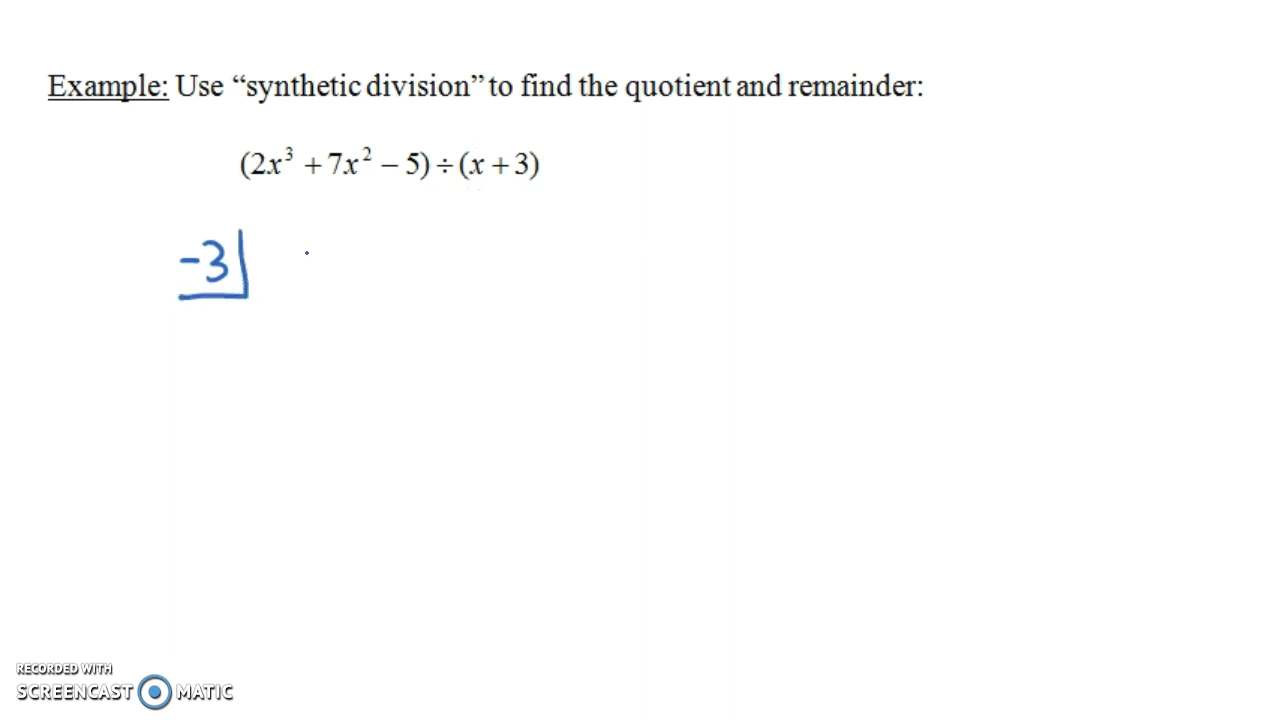 Example: Use “synthetic division” to find the quotient and remainder:
(2x³ + 7x² − 5) ÷ (x + 3)
-3
RECORDED WITH
SCREENCAST MATIC